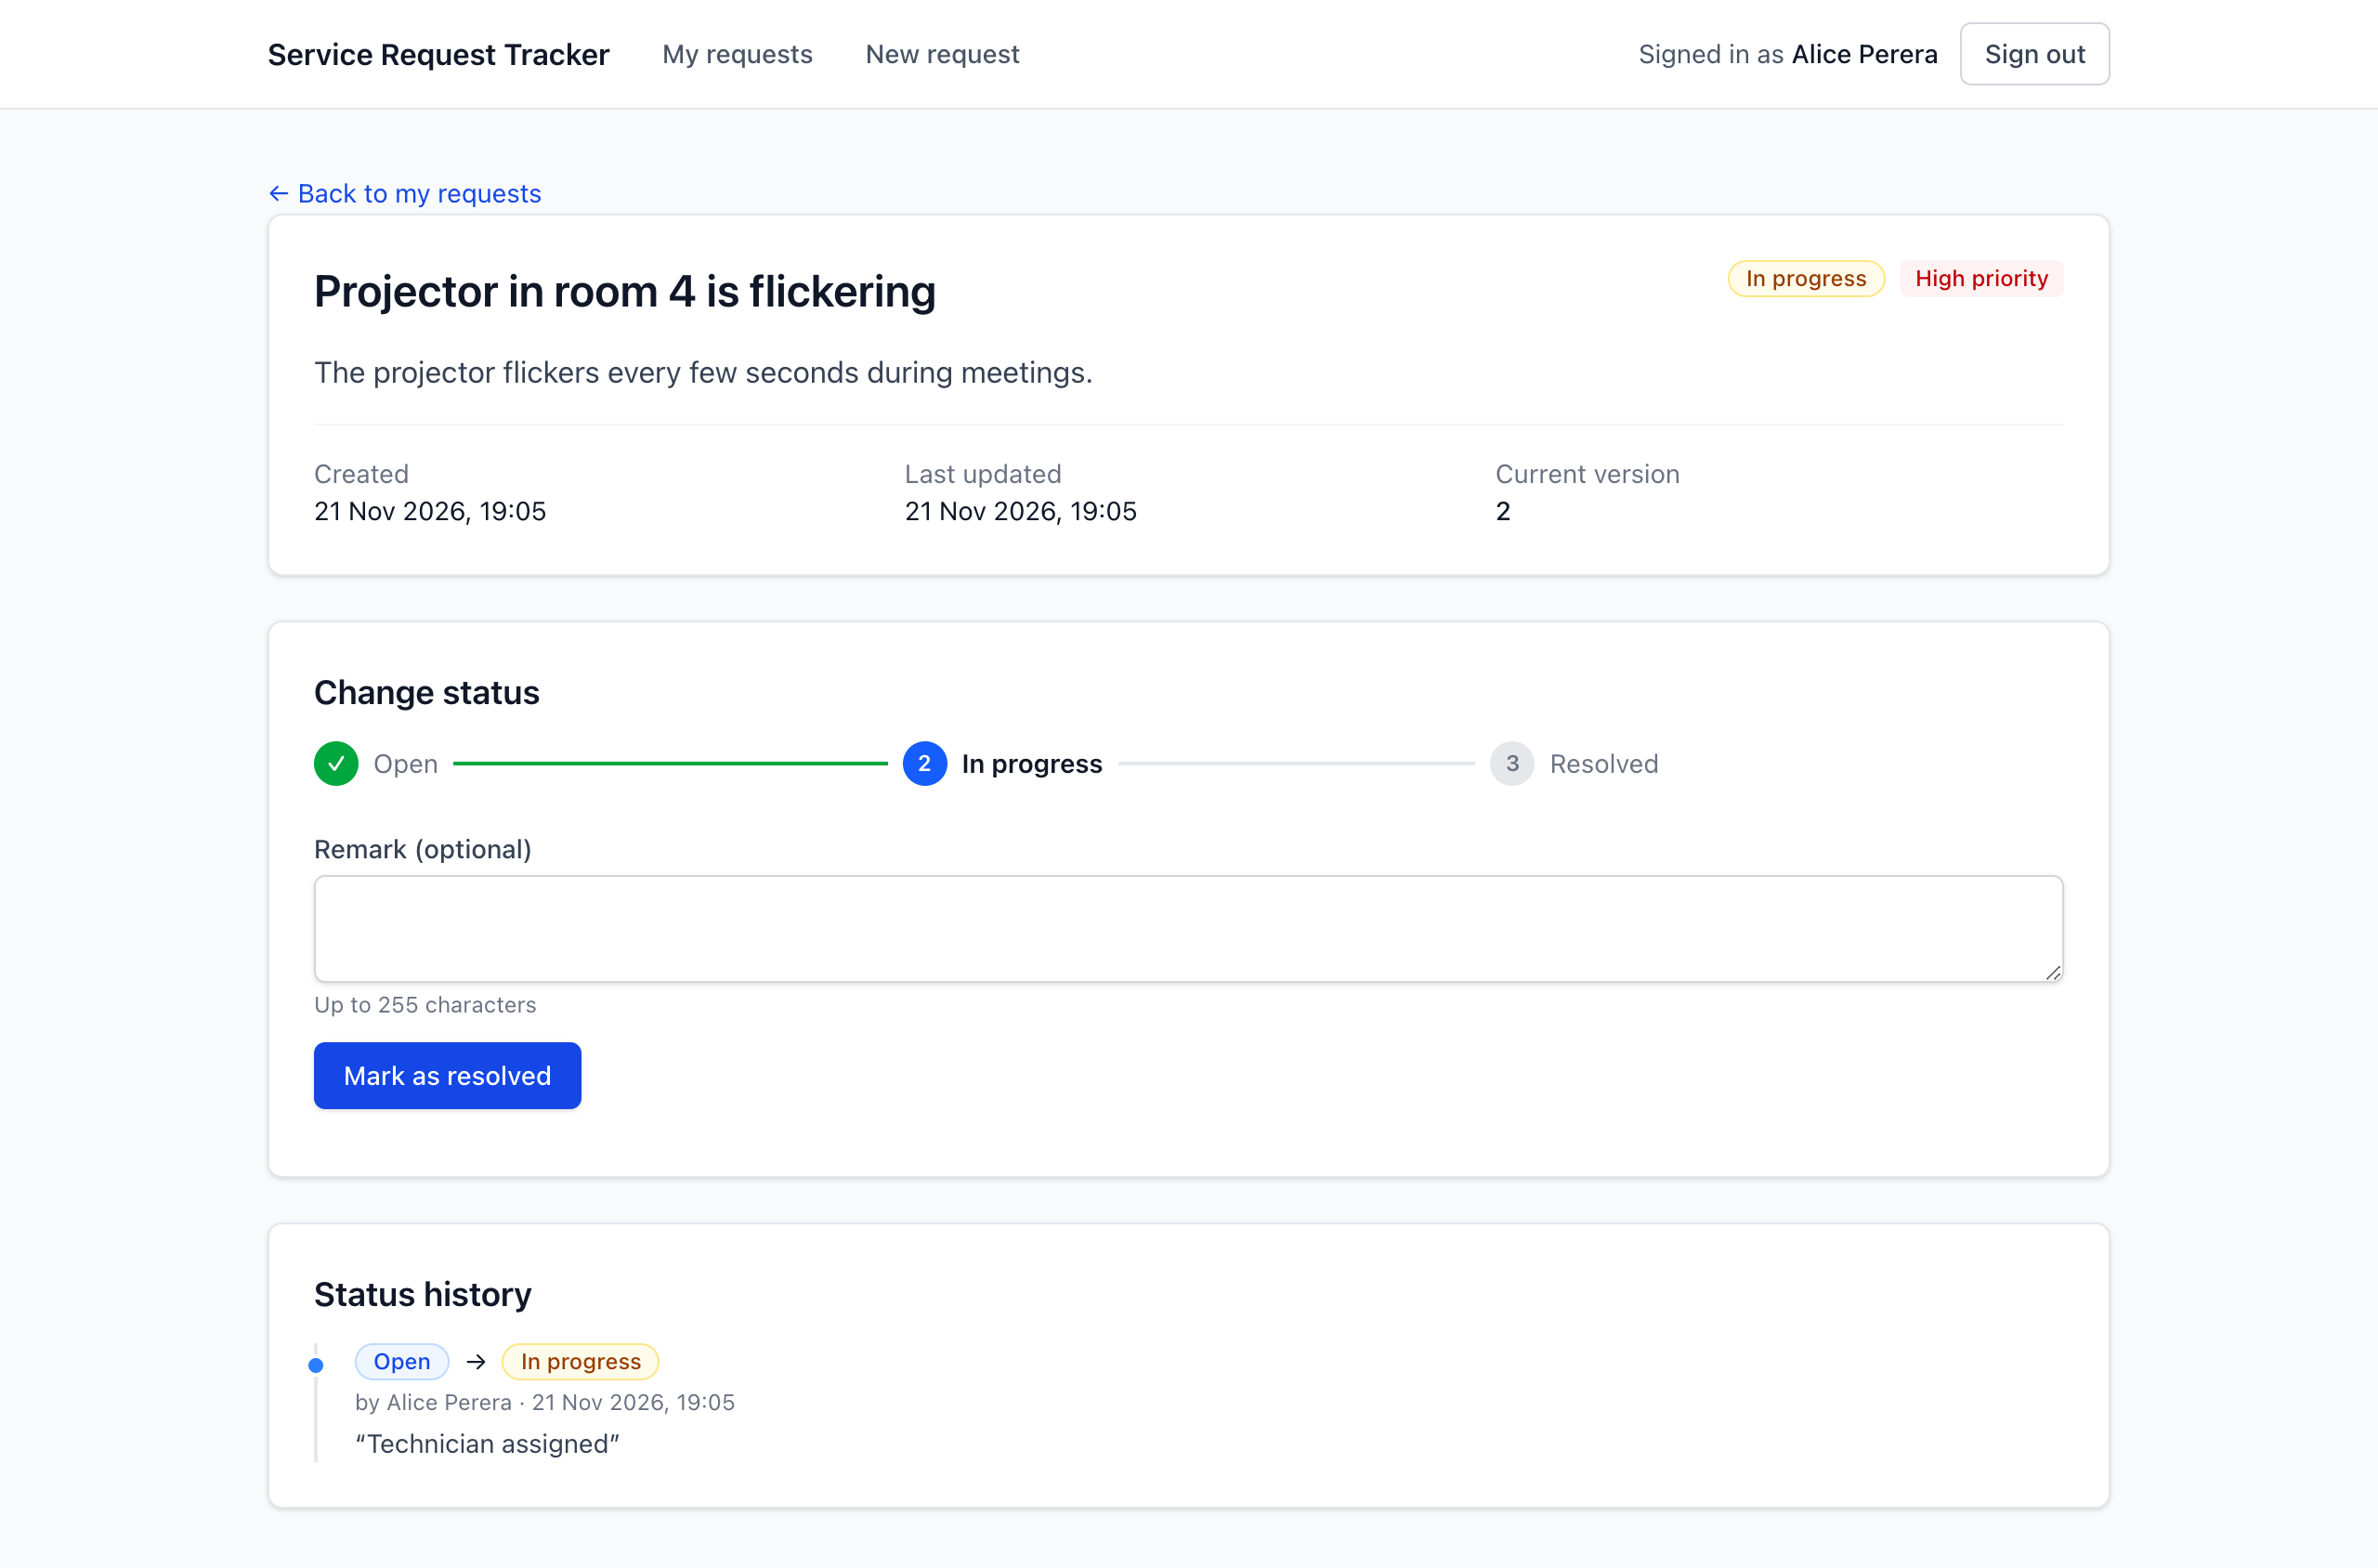 Service Request Tracker My requests New request Signed in as Alice Perera Sign out
← Back to my requests
Projector in room 4 is flickering In progress High priority
The projector flickers every few seconds during meetings.
Created Last updated Current version
21 Nov 2026, 19:05 21 Nov 2026, 19:05 2
Change status
✓ Open 2 In progress 3 Resolved
Remark (optional)
Up to 255 characters
Mark as resolved
Status history
Open → In progress
by Alice Perera · 21 Nov 2026, 19:05
“Technician assigned”